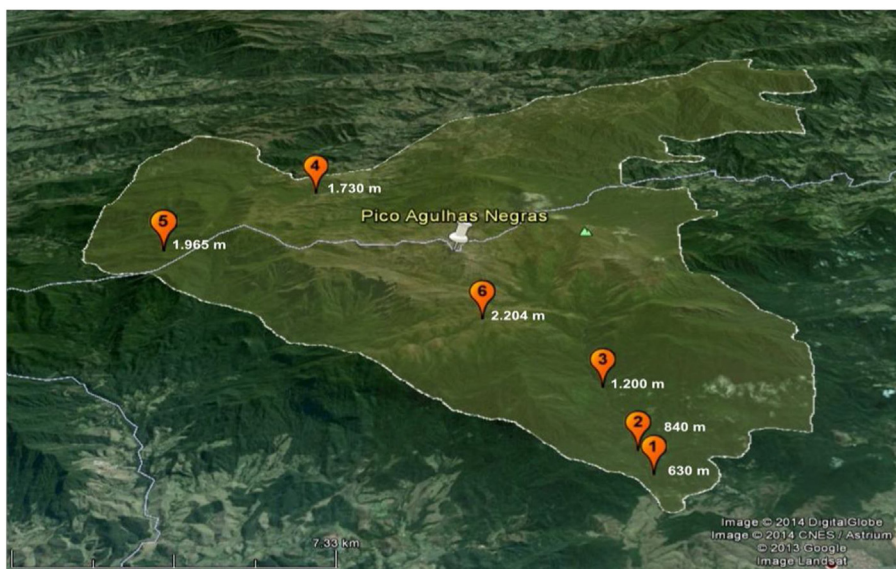 4
1.730 m
Pico Agulhas Negras
5
1.965 m
6
2.204 m
3
1.200 m
2
840 m
1
630 m
7.33 km
Image © 2014 DigitalGlobe
Image © 2014 CNES / Astrium
© 2013 Google
Image Landsat